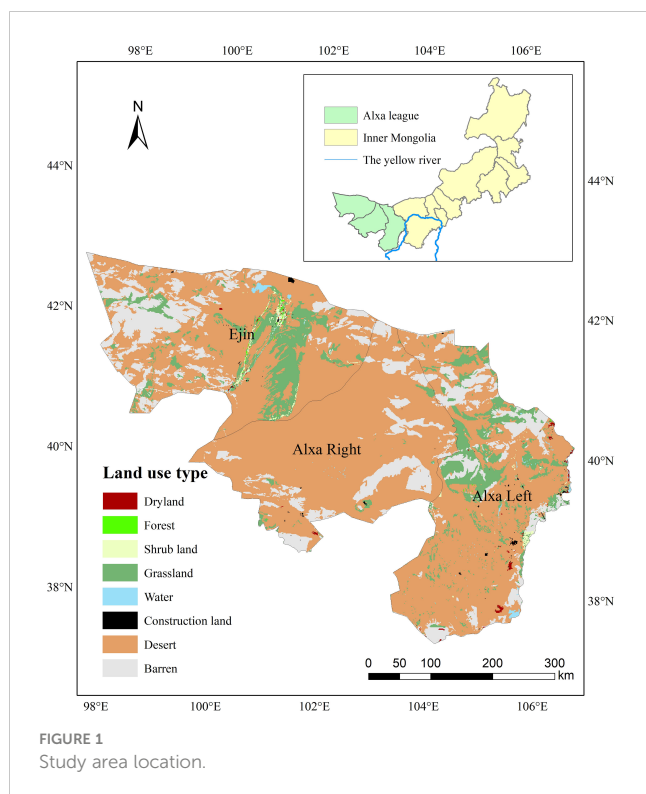 98°E 100°E 102°E 104°E 106°E
N
Alxa league
Inner Mongolia
The yellow river
44°N
44°N
42°N
42°N
Ejin
40°N
40°N
Alxa Right
Alxa Left
Land use type
Dryland
Forest
Shrub land
Grassland
Water
Construction land
Desert
Barren
38°N
38°N
0 50 100 200 300
km
98°E 100°E 102°E 104°E 106°E
FIGURE 1
Study area location.